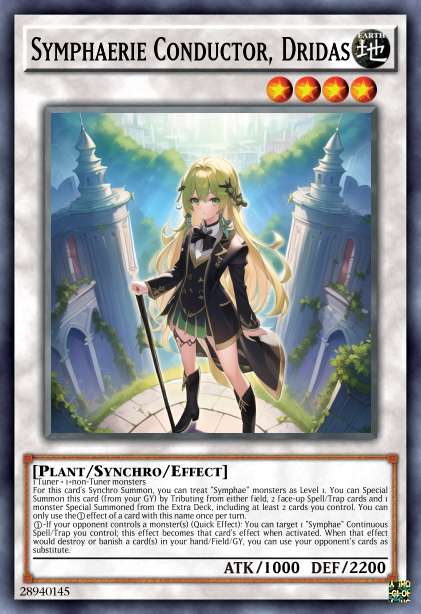 SYMPHAERIE CONDUCTOR, DRIDAS
EARTH
地
[PLANT/SYNCHRO/EFFECT]
1 Tuner + 1+non-Tuner monsters
For this card's Synchro Summon, you can treat "Symphae" monsters as Level 1. You can Special
Summon this card (from your GY) by Tributing from either field, 2 face-up Spell/Trap cards and 1
monster Special Summoned from the Extra Deck, including at least 2 cards you control. You can
only use the ① effect of a card with this name once per turn.
①-If your opponent controls a monster(s) (Quick Effect): You can target 1 "Symphae" Continuous
Spell/Trap you control; this effect becomes that card's effect when activated. When that effect
would destroy or banish a card(s) in your hand/Field/GY, you can use your opponent's cards as
substitute.
ATK/1000 DEF/2200
28940145